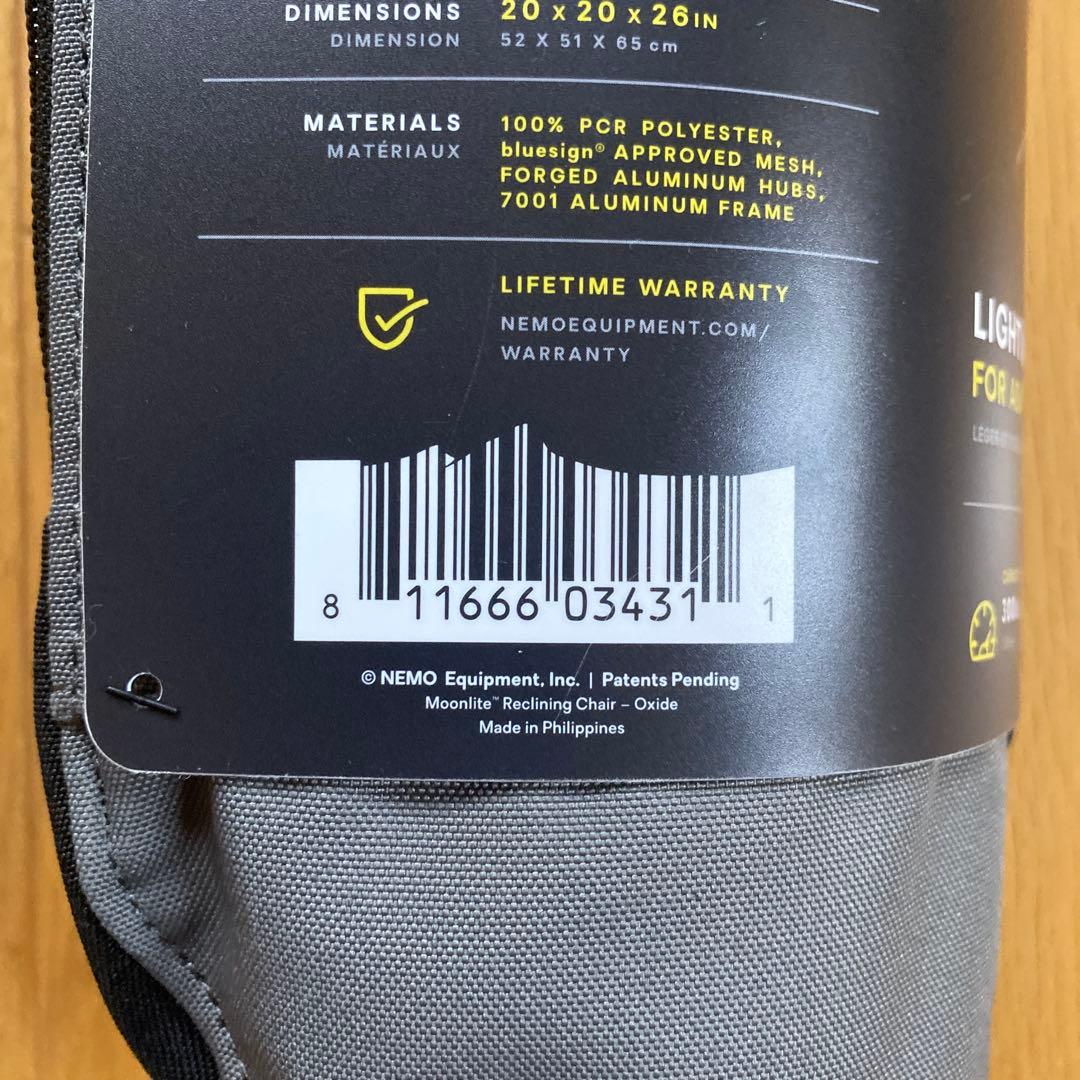 DIMENSIONS 20 X 20 X 26IN
DIMENSION 52 X 51 X 65 cm
MATERIALS 100% PCR POLYESTER,
MATÉRIAUX bluesign® APPROVED MESH,
FORGED ALUMINUM HUBS,
7001 ALUMINUM FRAME
LIFETIME WARRANTY
NEMOEQUIPMENT.COM/
WARRANTY
8 11666 03431 1
© NEMO Equipment, Inc. | Patents Pending
Moonlite™ Reclining Chair – Oxide
Made in Philippines
FOR